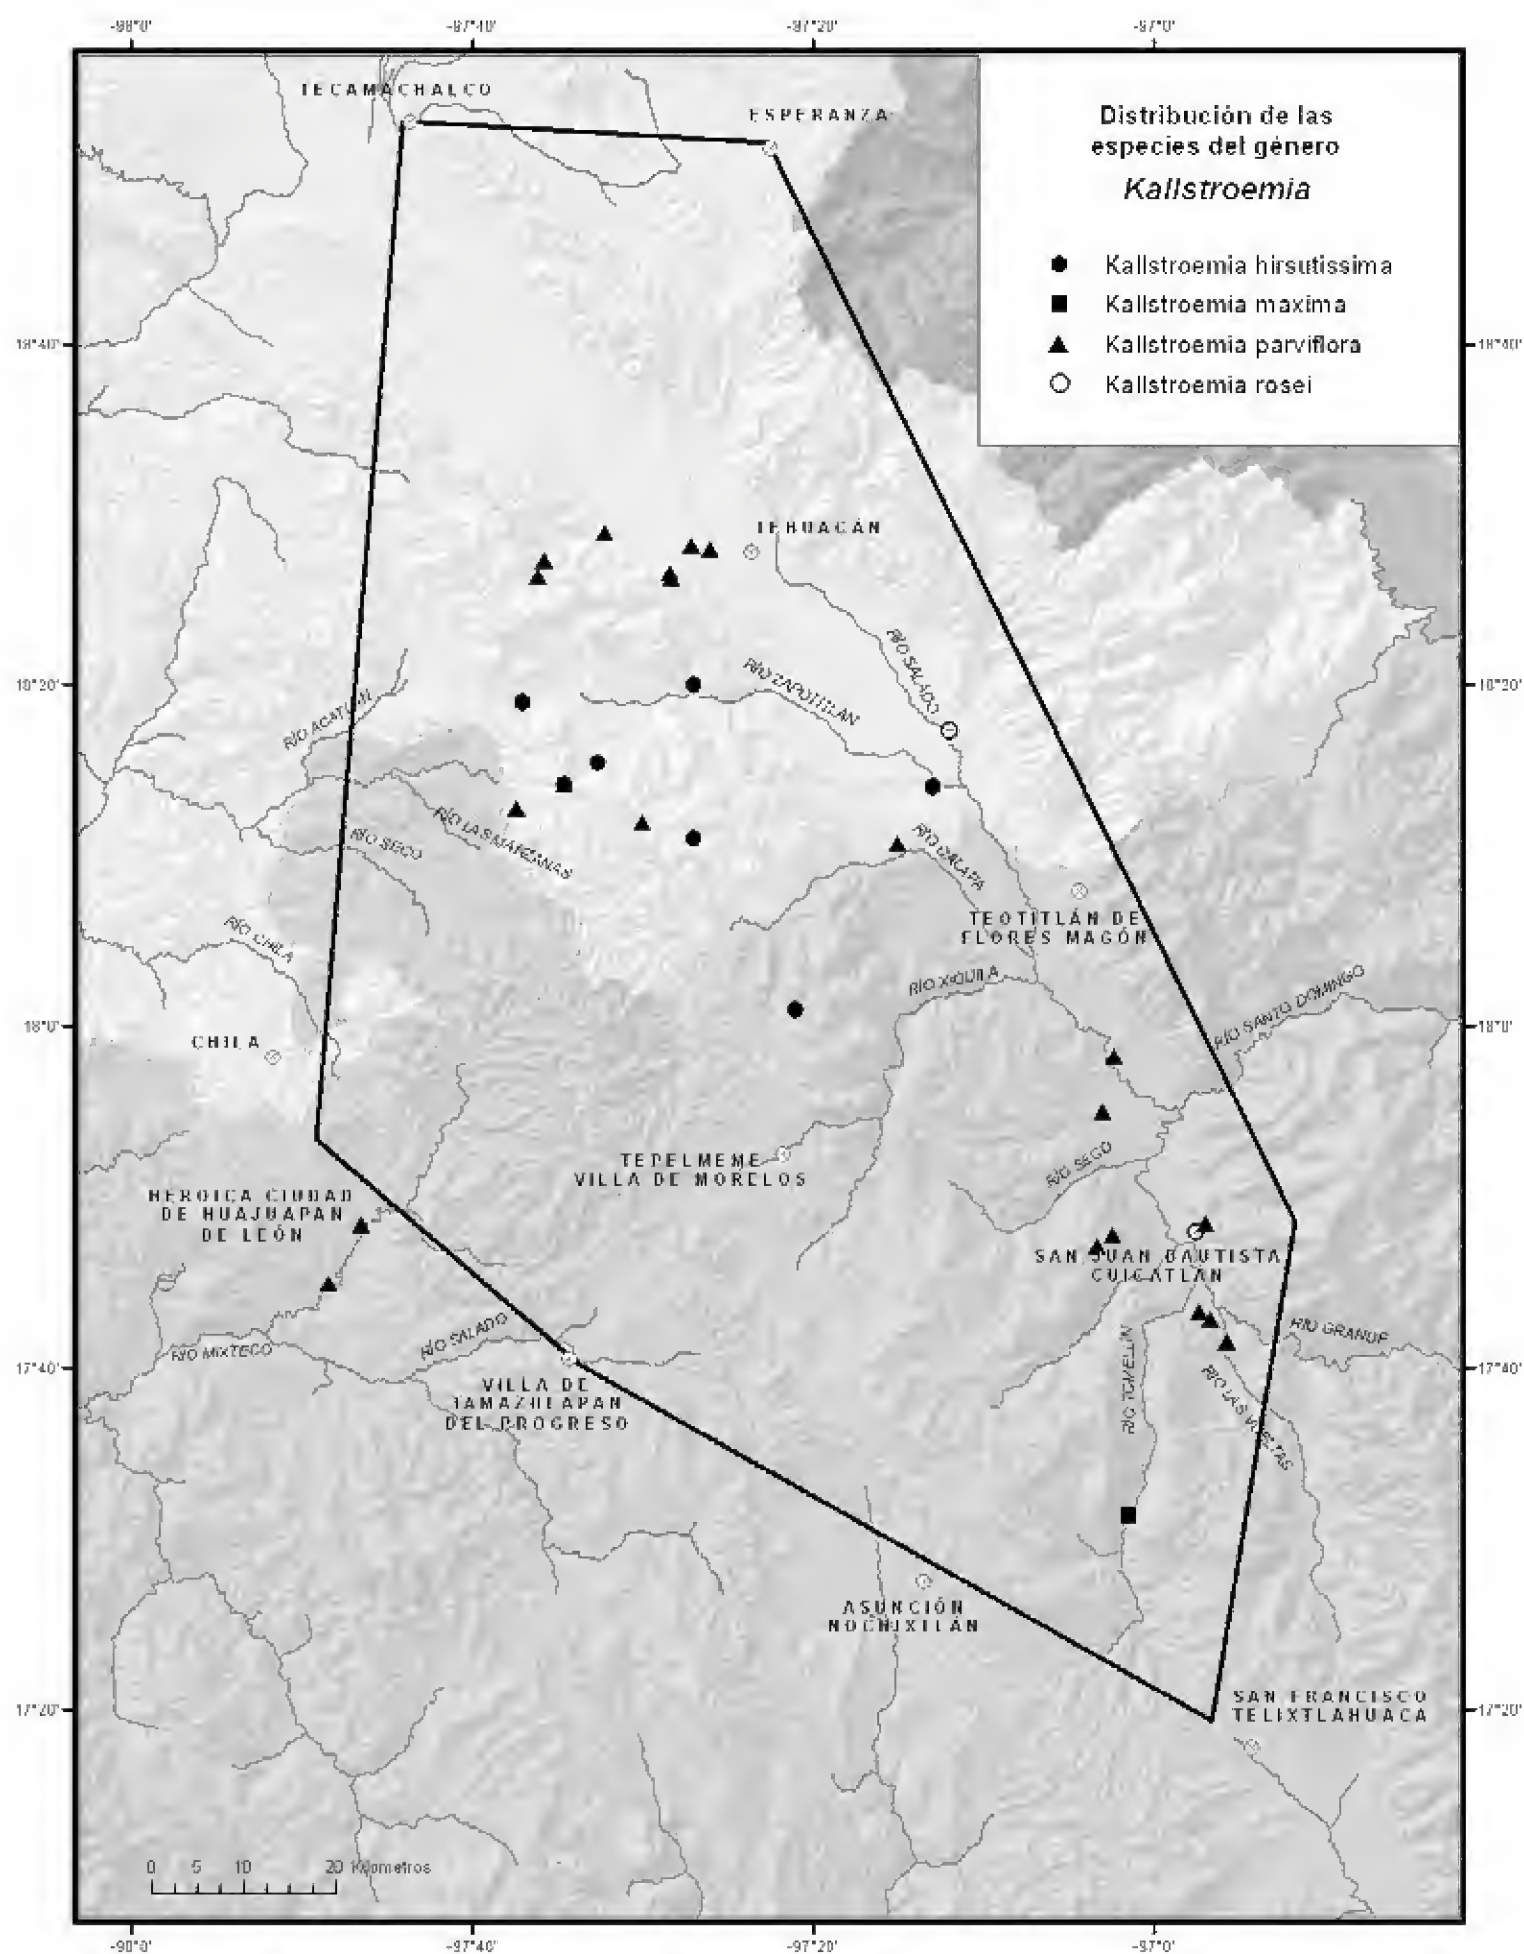 -98°0'
-97°40'
-97°20'
-97°0'
TECAMACHALCO
ESPERANZA
Distribución de las
especies del género
Kallstroemia
Kallstroemia hirsutissima
Kallstroemia maxima
Kallstroemia parviflora
Kallstroemia rosei
18°40'
18°40'
TEHUACÁN
RÍO SALADO
RÍO ZAPOTITLÁN
18°20'
18°20'
RÍO ACATLÁN
RÍO LAS MANZANAS
RÍO SECO
RÍO CHILA
TEOTITLÁN DE
FLORES MAGÓN
RÍO XIQUILA
RÍO SANTO DOMINGO
18°0'
18°0'
CHILA
TEPELMEME
VILLA DE MORELOS
RÍO SECO
HEROICA CIUDAD
DE HUAJUAPAN
DE LEÓN
SAN JUAN BAUTISTA
CUICATLÁN
RÍO SALADO
RÍO MIXTECO
RÍO GRANDE
RÍO TOMELLÍN
RÍO LAS VUELTAS
17°40'
17°40'
VILLA DE
TAMAZULAPAN
DEL PROGRESO
ASUNCIÓN
NOCHIXTLÁN
SAN FRANCISCO
TELIXTLAHUACA
17°20'
17°20'
0 5 10 20 Kilometros
-98°0'
-97°40'
-97°20'
-97°0'